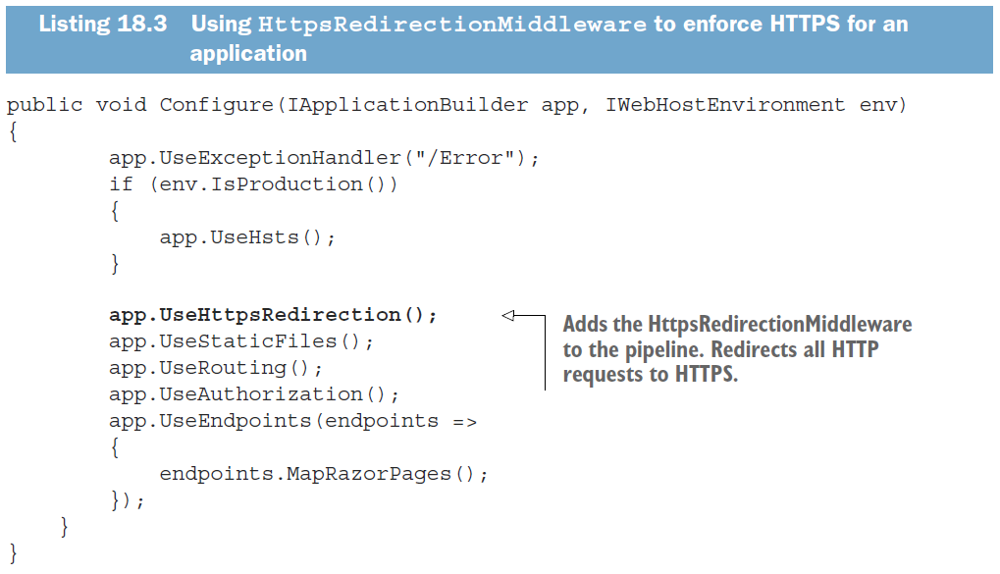 Listing 18.3 Using HttpsRedirectionMiddleware to enforce HTTPS for an
application
public void Configure(IApplicationBuilder app, IWebHostEnvironment env)
{
        app.UseExceptionHandler("/Error");
        if (env.IsProduction())
        {
            app.UseHsts();
        }

        app.UseHttpsRedirection();
        app.UseStaticFiles();
        app.UseRouting();
        app.UseAuthorization();
        app.UseEndpoints(endpoints =>
        {
            endpoints.MapRazorPages();
        });
    }
}
Adds the HttpsRedirectionMiddleware
to the pipeline. Redirects all HTTP
requests to HTTPS.